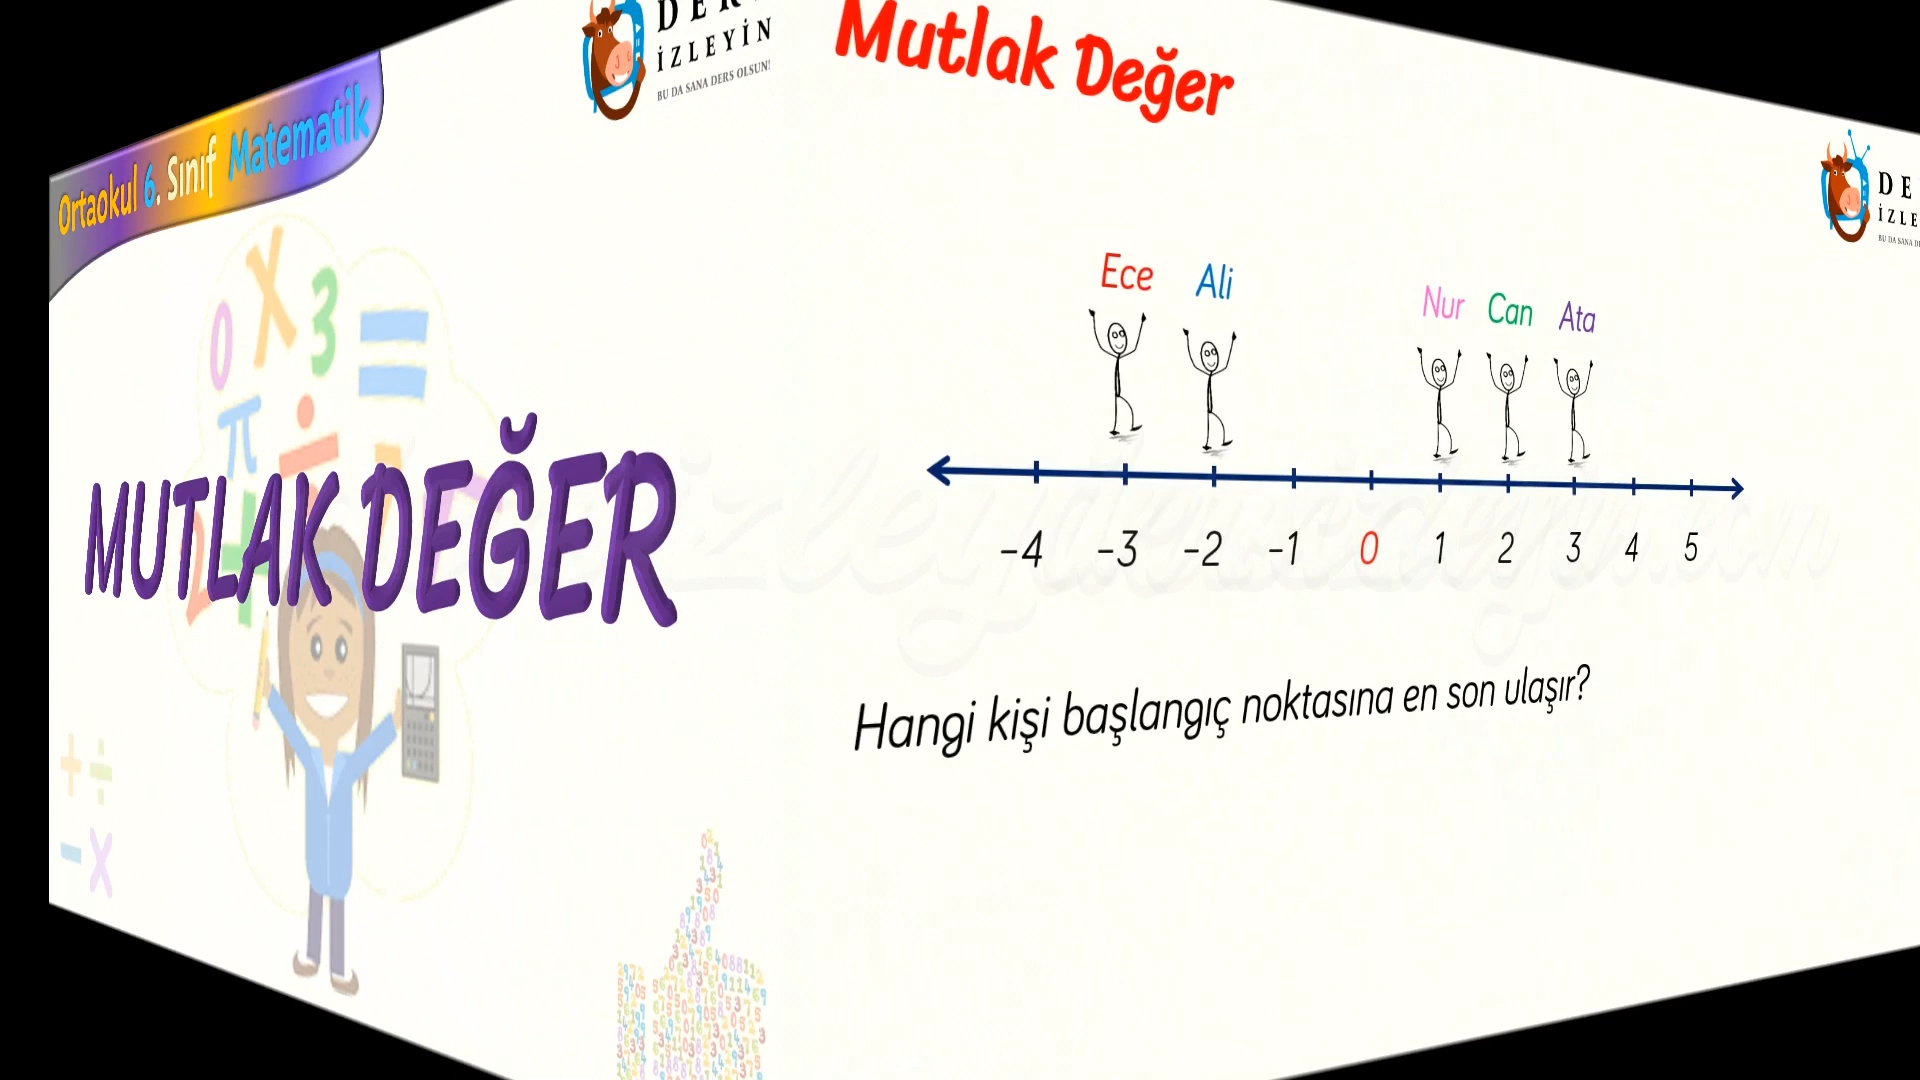 Ortaokul 6. Sınıf Matematik
MUTLAK DEĞER
İZLEYİN
BU DA SANA DERS OLSUN!
Mutlak Değer
Ece Ali Nur Can Ata
-4 -3 -2 -1 0 1 2 3 4 5
Hangi kişi başlangıç noktasına en son ulaşır?